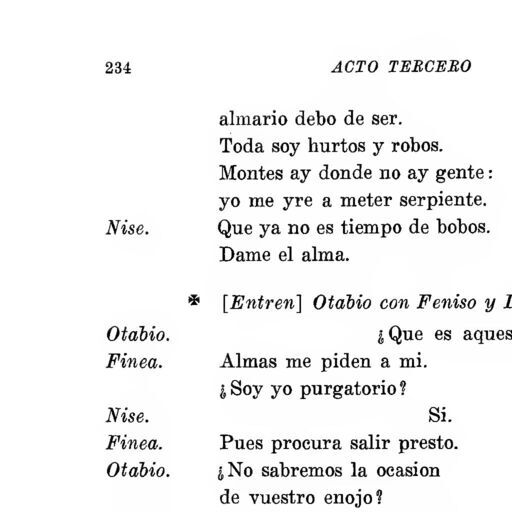 234 ACTO TERCERO
almario debo de ser.
Toda soy hurtos y robos.
Montes ay donde no ay gente:
yo me yre a meter serpiente.
Nise. Que ya no es tiempo de bobos.
Dame el alma.
✠ [Entren] Otabio con Feniso y
Otabio. ¿Que es aques
Finea. Almas me piden a mi.
¿Soy yo purgatorio?
Nise. Si.
Finea. Pues procura salir presto.
Otabio. ¿No sabremos la ocasion
de vuestro enojo?